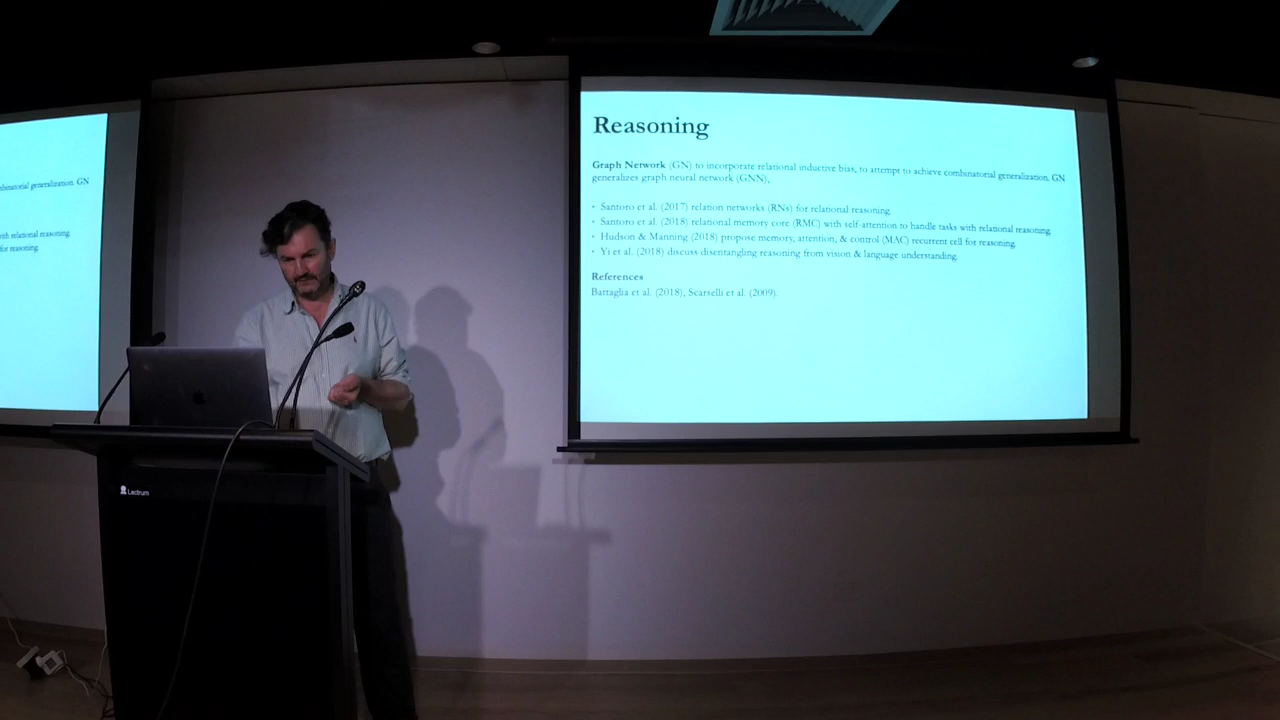 Reasoning
Graph Network (GN) to incorporate relational inductive bias, to attempt to achieve combinatorial generalization. GN
generalizes graph neural network (GNN),
• Santoro et al. (2017) relation networks (RNs) for relational reasoning.
• Santoro et al. (2018) relational memory core (RMC) with self-attention to handle tasks with relational reasoning,
• Hudson & Manning (2018) propose memory, attention, & control (MAC) recurrent cell for reasoning,
• Yi et al. (2018) discuss disentangling reasoning from vision & language understanding.
References
Battaglia et al. (2018), Scarselli et al. (2009).
generalization. GN
with relational reasoning,
for reasoning,
Lectrum